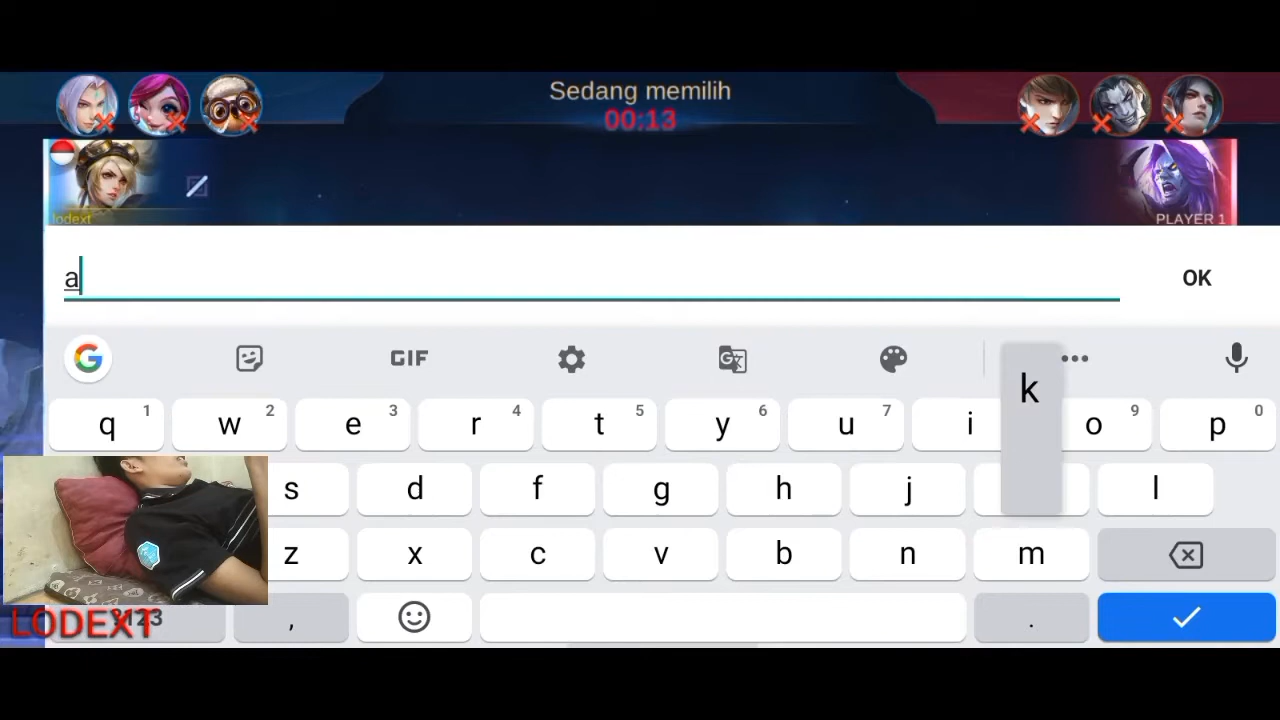 Sedang memilih
00:13
lodext
PLAYER 1
a
OK
G GIF G
k
q 1 w 2 e 3 r 4 t 5 y 6 u 7 i o 9 p 0
s d f g h j l
z x c v b n m
LODEXT ?123 , .